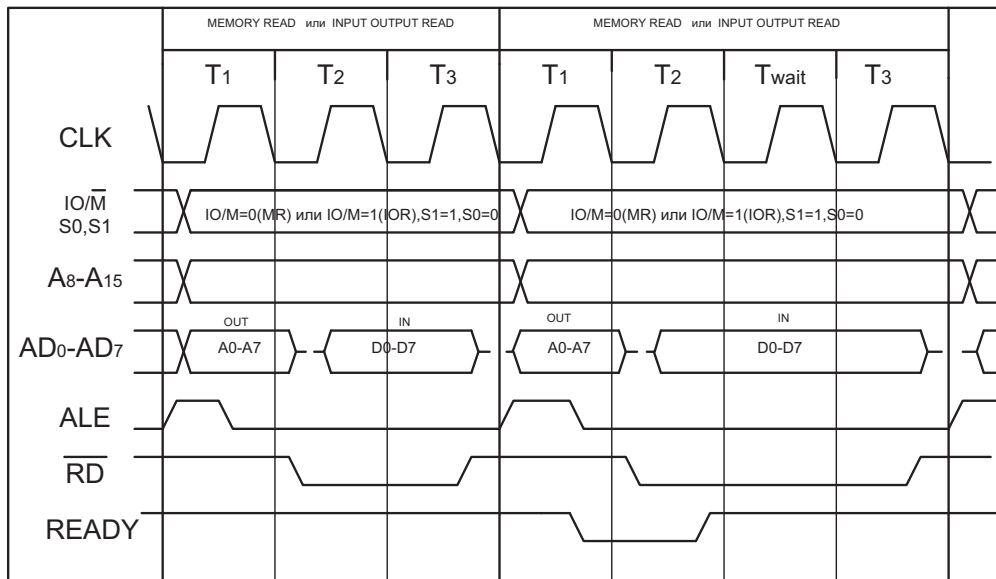 MEMORY READ или INPUT OUTPUT READ
MEMORY READ или INPUT OUTPUT READ
T1 T2 T3 T1 T2 Twait T3
CLK
IO/M̅
S0,S1
IO/M=0(MR) или IO/M=1(IOR),S1=1,S0=0
IO/M=0(MR) или IO/M=1(IOR),S1=1,S0=0
A8-A15
OUT IN OUT IN
AD0-AD7
A0-A7 D0-D7 A0-A7 D0-D7
ALE
R̅D̅
READY